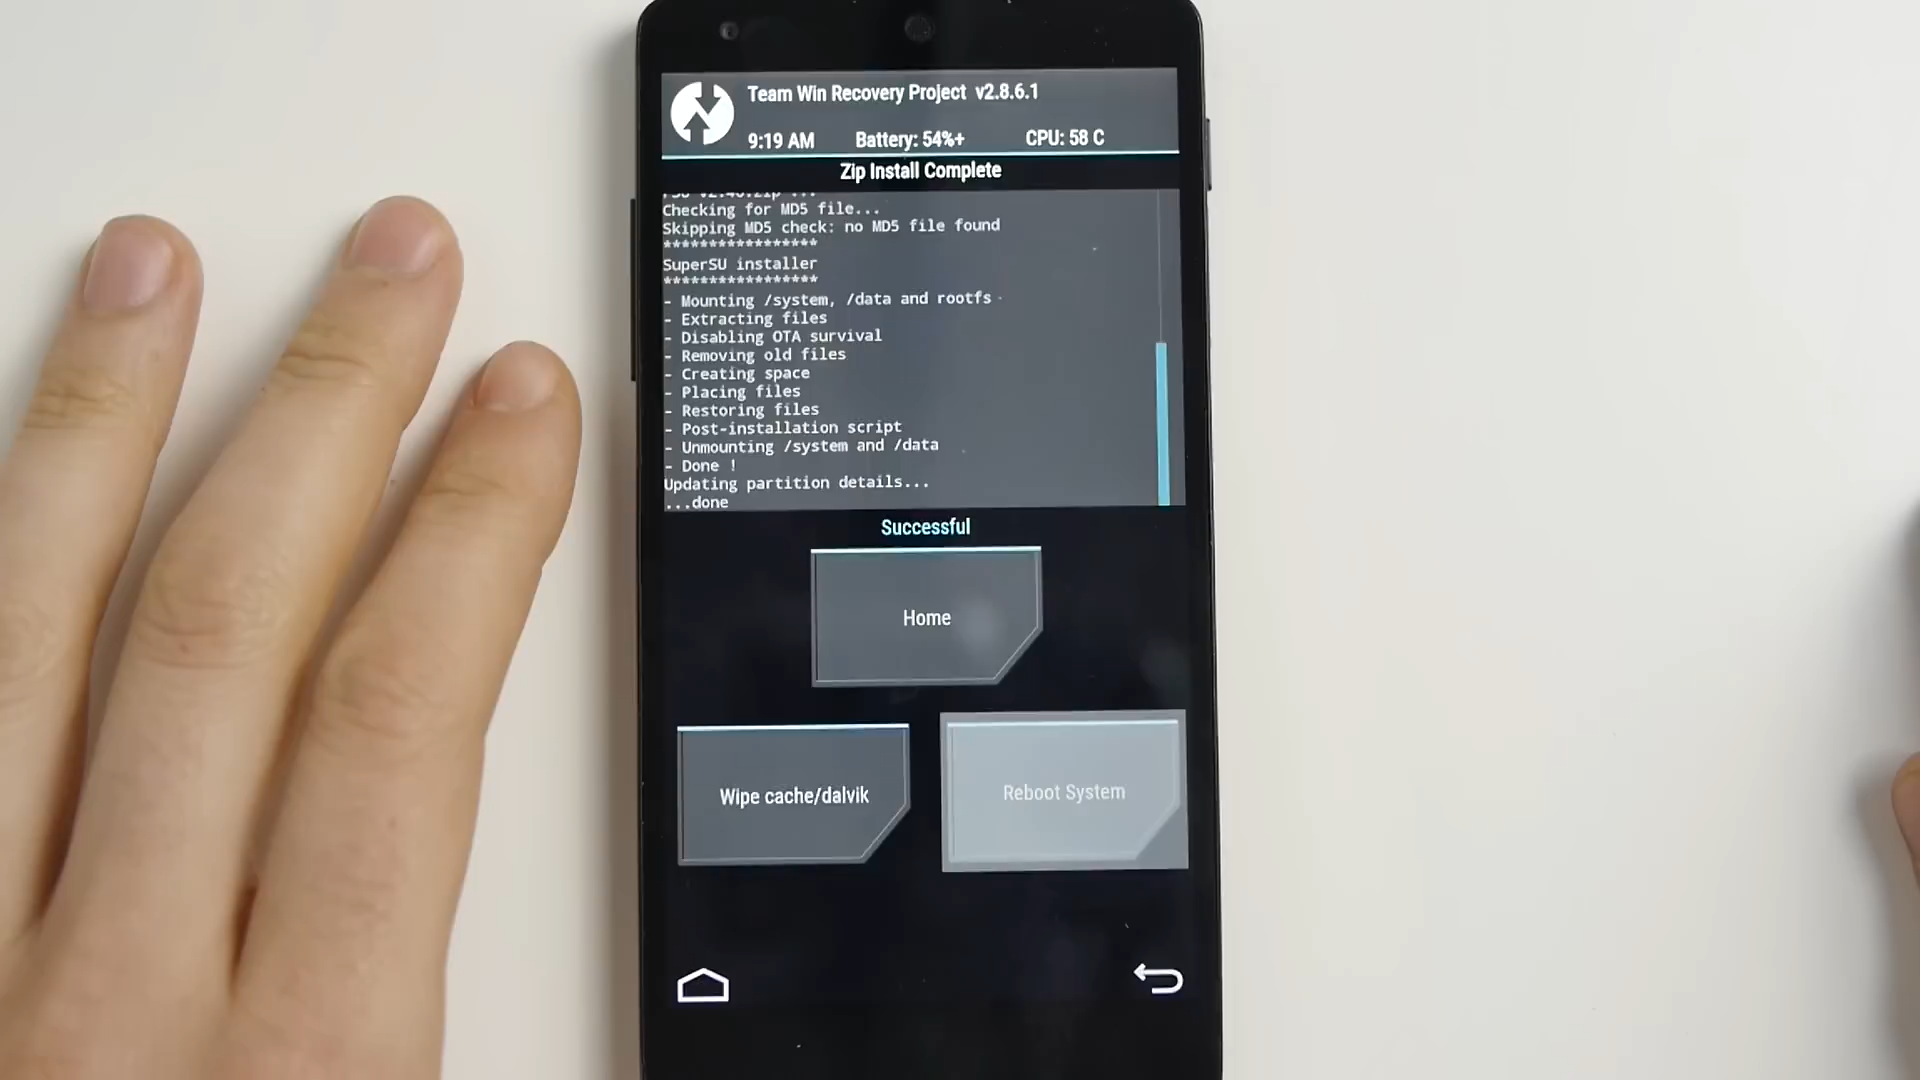 Team Win Recovery Project v2.8.6.1
9:19 AM Battery: 54%+ CPU: 58 C
Zip Install Complete
Checking for MD5 file...
Skipping MD5 check: no MD5 file found
*****************
SuperSU installer
*****************
- Mounting /system, /data and rootfs
- Extracting files
- Disabling OTA survival
- Removing old files
- Creating space
- Placing files
- Restoring files
- Post-installation script
- Unmounting /system and /data
- Done !
Updating partition details...
...done
Successful
Home
Wipe cache/dalvik
Reboot System